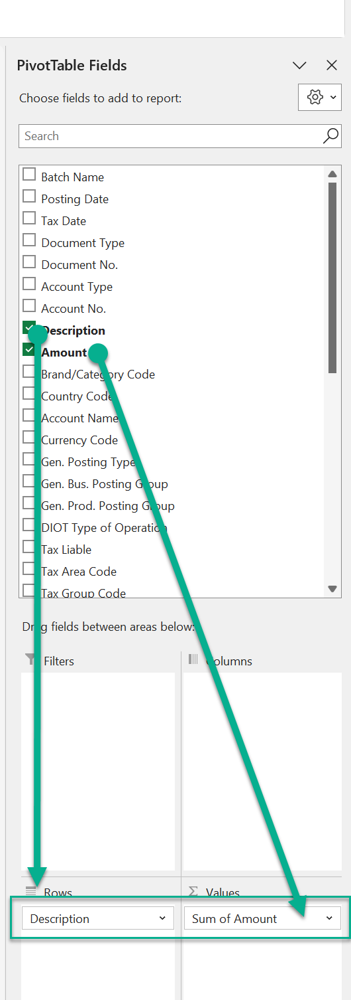 PivotTable Fields
Choose fields to add to report:
Search
Batch Name
Posting Date
Tax Date
Document Type
Document No.
Account Type
Account No.
Description
Amount
Brand/Category Code
Country Code
Account Name
Currency Code
Gen. Posting Type
Gen. Bus. Posting Group
Gen. Prod. Posting Group
DIOT Type of Operation
Tax Liable
Tax Area Code
Tax Group Code
Drag fields between areas below:
Filters
Columns
Rows
Values
Description
Sum of Amount